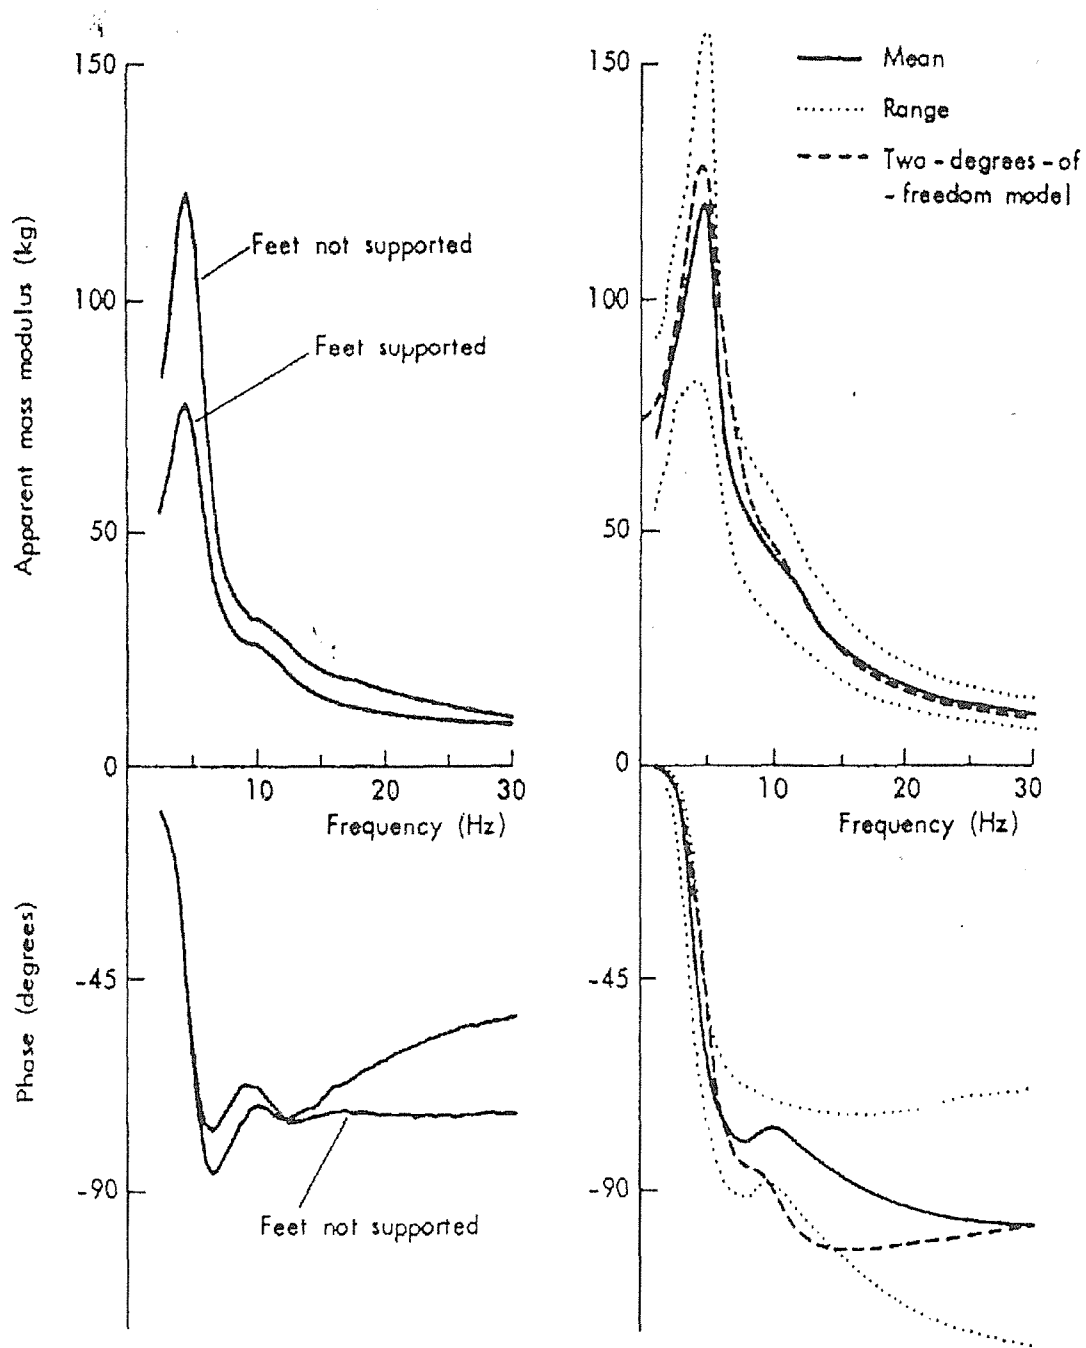 150
100
50
0
10
20
30
Frequency (Hz)
Apparent mass modulus (kg)
Feet not supported
Feet supported
-45
-90
Phase (degrees)
Feet not supported
150
100
50
0
10
20
30
Frequency (Hz)
Mean
Range
Two-degrees-of
-freedom model
-45
-90